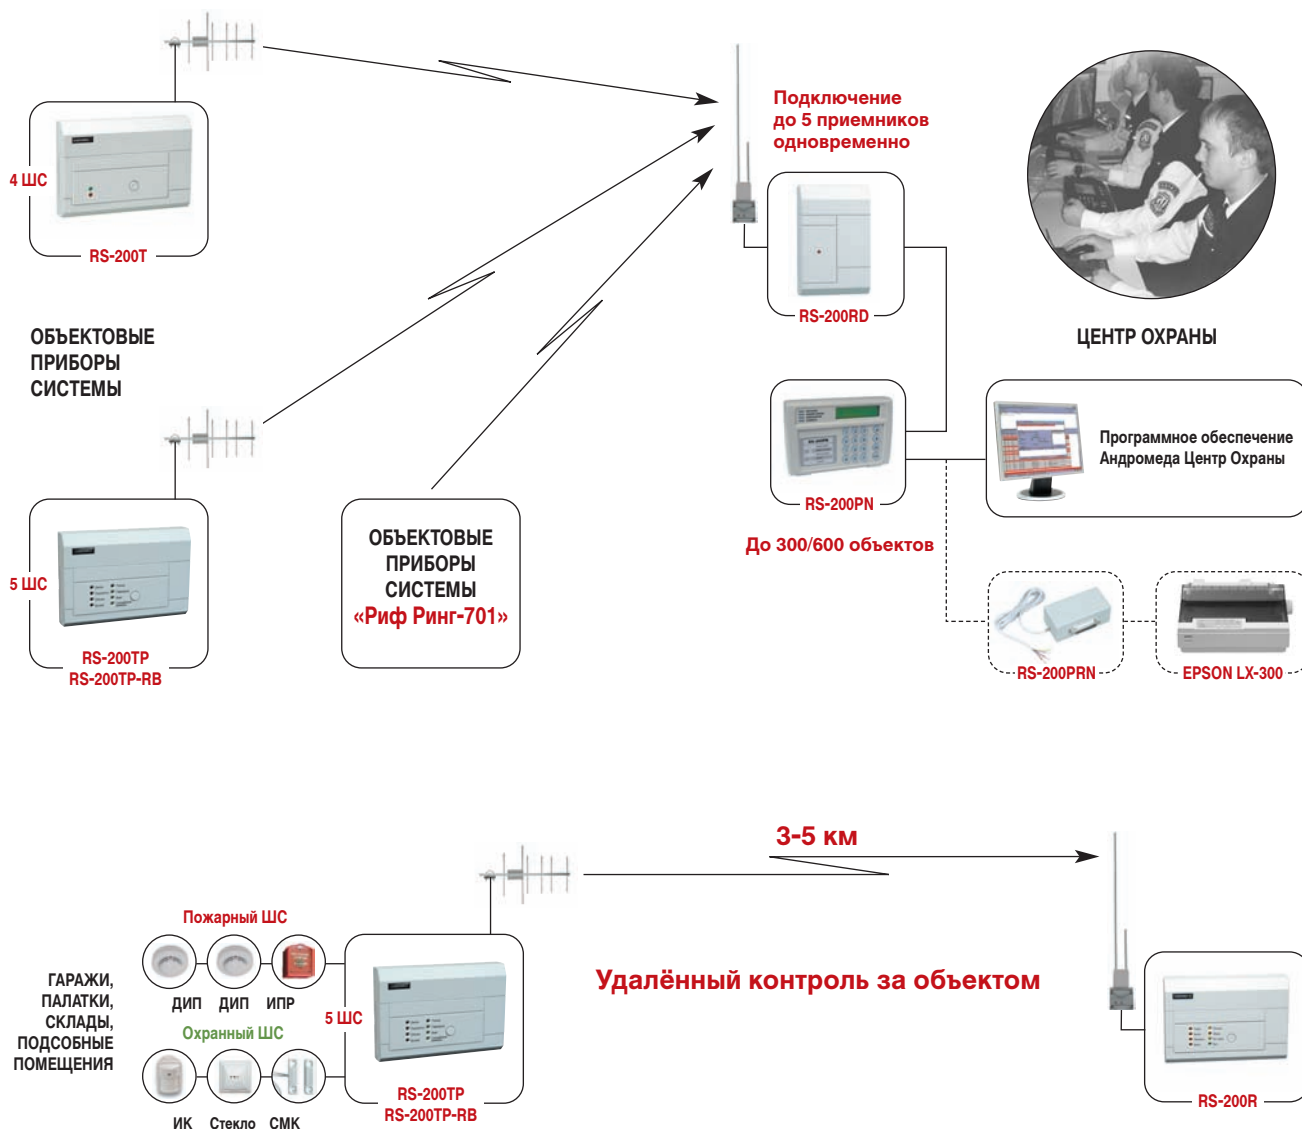 Подключение
до 5 приемников
одновременно
4 ШС
RS-200T
RS-200RD
ОБЪЕКТОВЫЕ
ПРИБОРЫ
СИСТЕМЫ
ЦЕНТР ОХРАНЫ
Программное обеспечение
Андромеда Центр Охраны
RS-200PN
До 300/600 объектов
5 ШС
RS-200TP
RS-200TP-RB
ОБЪЕКТОВЫЕ
ПРИБОРЫ
СИСТЕМЫ
«Риф Ринг-701»
RS-200PRN
EPSON LX-300
3-5 км
Удалённый контроль за объектом
ГАРАЖИ,
ПАЛАТКИ,
СКЛАДЫ,
ПОДСОБНЫЕ
ПОМЕЩЕНИЯ
Пожарный ШС
ДИП ДИП ИПР
Охранный ШС
ИК Стекло СМК
5 ШС
RS-200TP
RS-200TP-RB
RS-200R